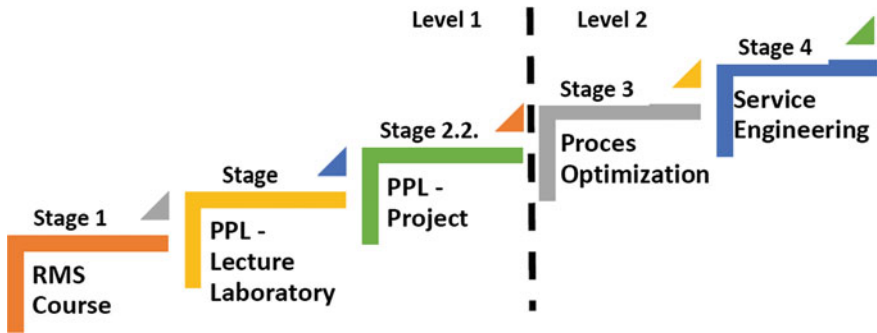 Level 1
Level 2
Stage 1
RMS
Course
Stage
PPL -
Lecture
Laboratory
Stage 2.2.
PPL -
Project
Stage 3
Proces
Optimization
Stage 4
Service
Engineering